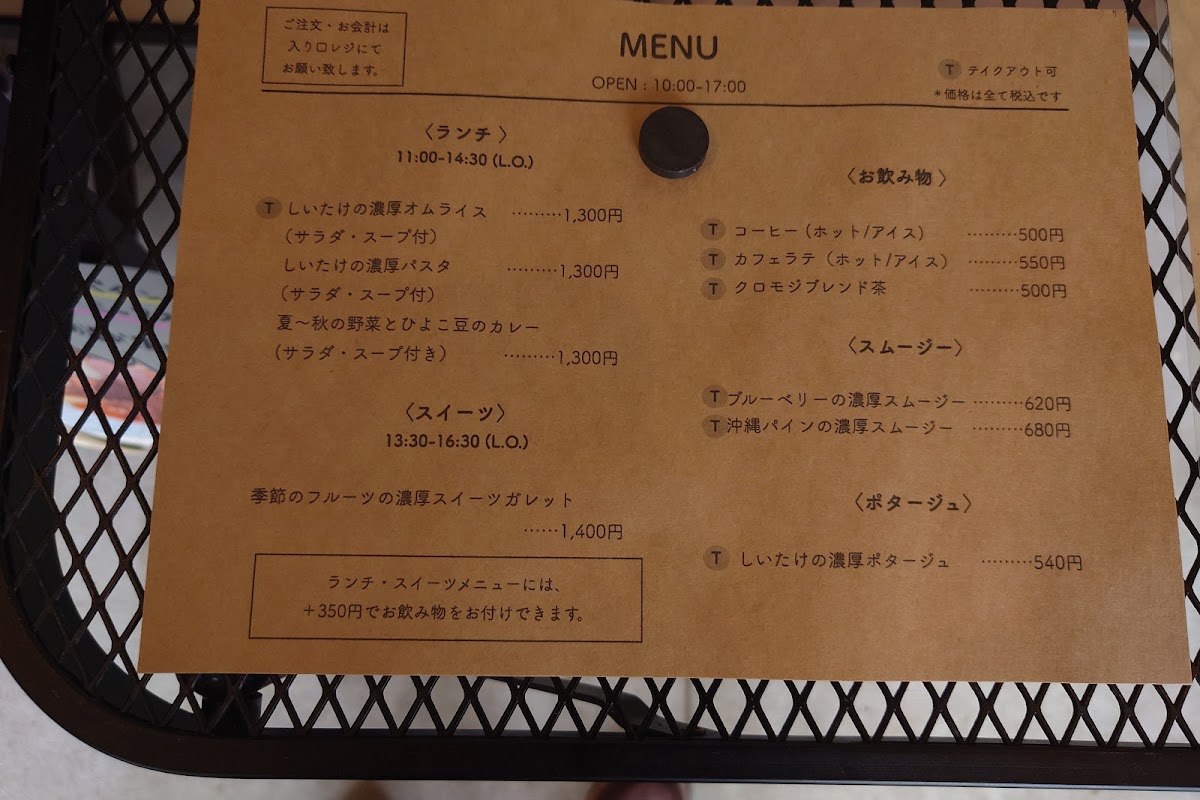 ご注文・お会計は
入り口レジにて
お願い致します。
MENU
OPEN : 10:00-17:00
T テイクアウト可
*価格は全て税込です
〈ランチ〉
11:00-14:30 (L.O.)
T しいたけの濃厚オムライス ………1,300円
（サラダ・スープ付）
しいたけの濃厚パスタ ………1,300円
（サラダ・スープ付）
夏〜秋の野菜とひよこ豆のカレー
（サラダ・スープ付き） ………1,300円
〈スイーツ〉
13:30-16:30 (L.O.)
季節のフルーツの濃厚スイーツガレット
……1,400円
ランチ・スイーツメニューには、
+350円でお飲み物をお付けできます。
〈お飲み物〉
T コーヒー（ホット/アイス） ………500円
T カフェラテ（ホット/アイス） ………550円
T クロモジブレンド茶 ………500円
〈スムージー〉
T ブルーベリーの濃厚スムージー ………620円
T 沖縄パインの濃厚スムージー ………680円
〈ポタージュ〉
T しいたけの濃厚ポタージュ ………540円